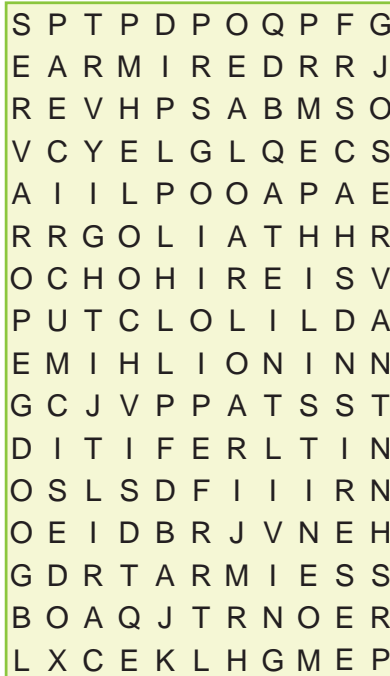 S P T P D P O Q P F G
E A R M I R E D R R J
R E V H P S A B M S O
V C Y E L G L Q E C S
A I I L P O O A P A E
R R G O L I A T H H R
O C H O H I R E I S V
P U T C L O L I L D A
E M I H L I O N I N N
G C J V P P A T S S T
D I T I F E R L T I N
O S L S D F I I I R N
O E I D B R J V N E H
G D R T A R M I E S S
B O A Q J T R N O E R
L X C E K L H G M E P